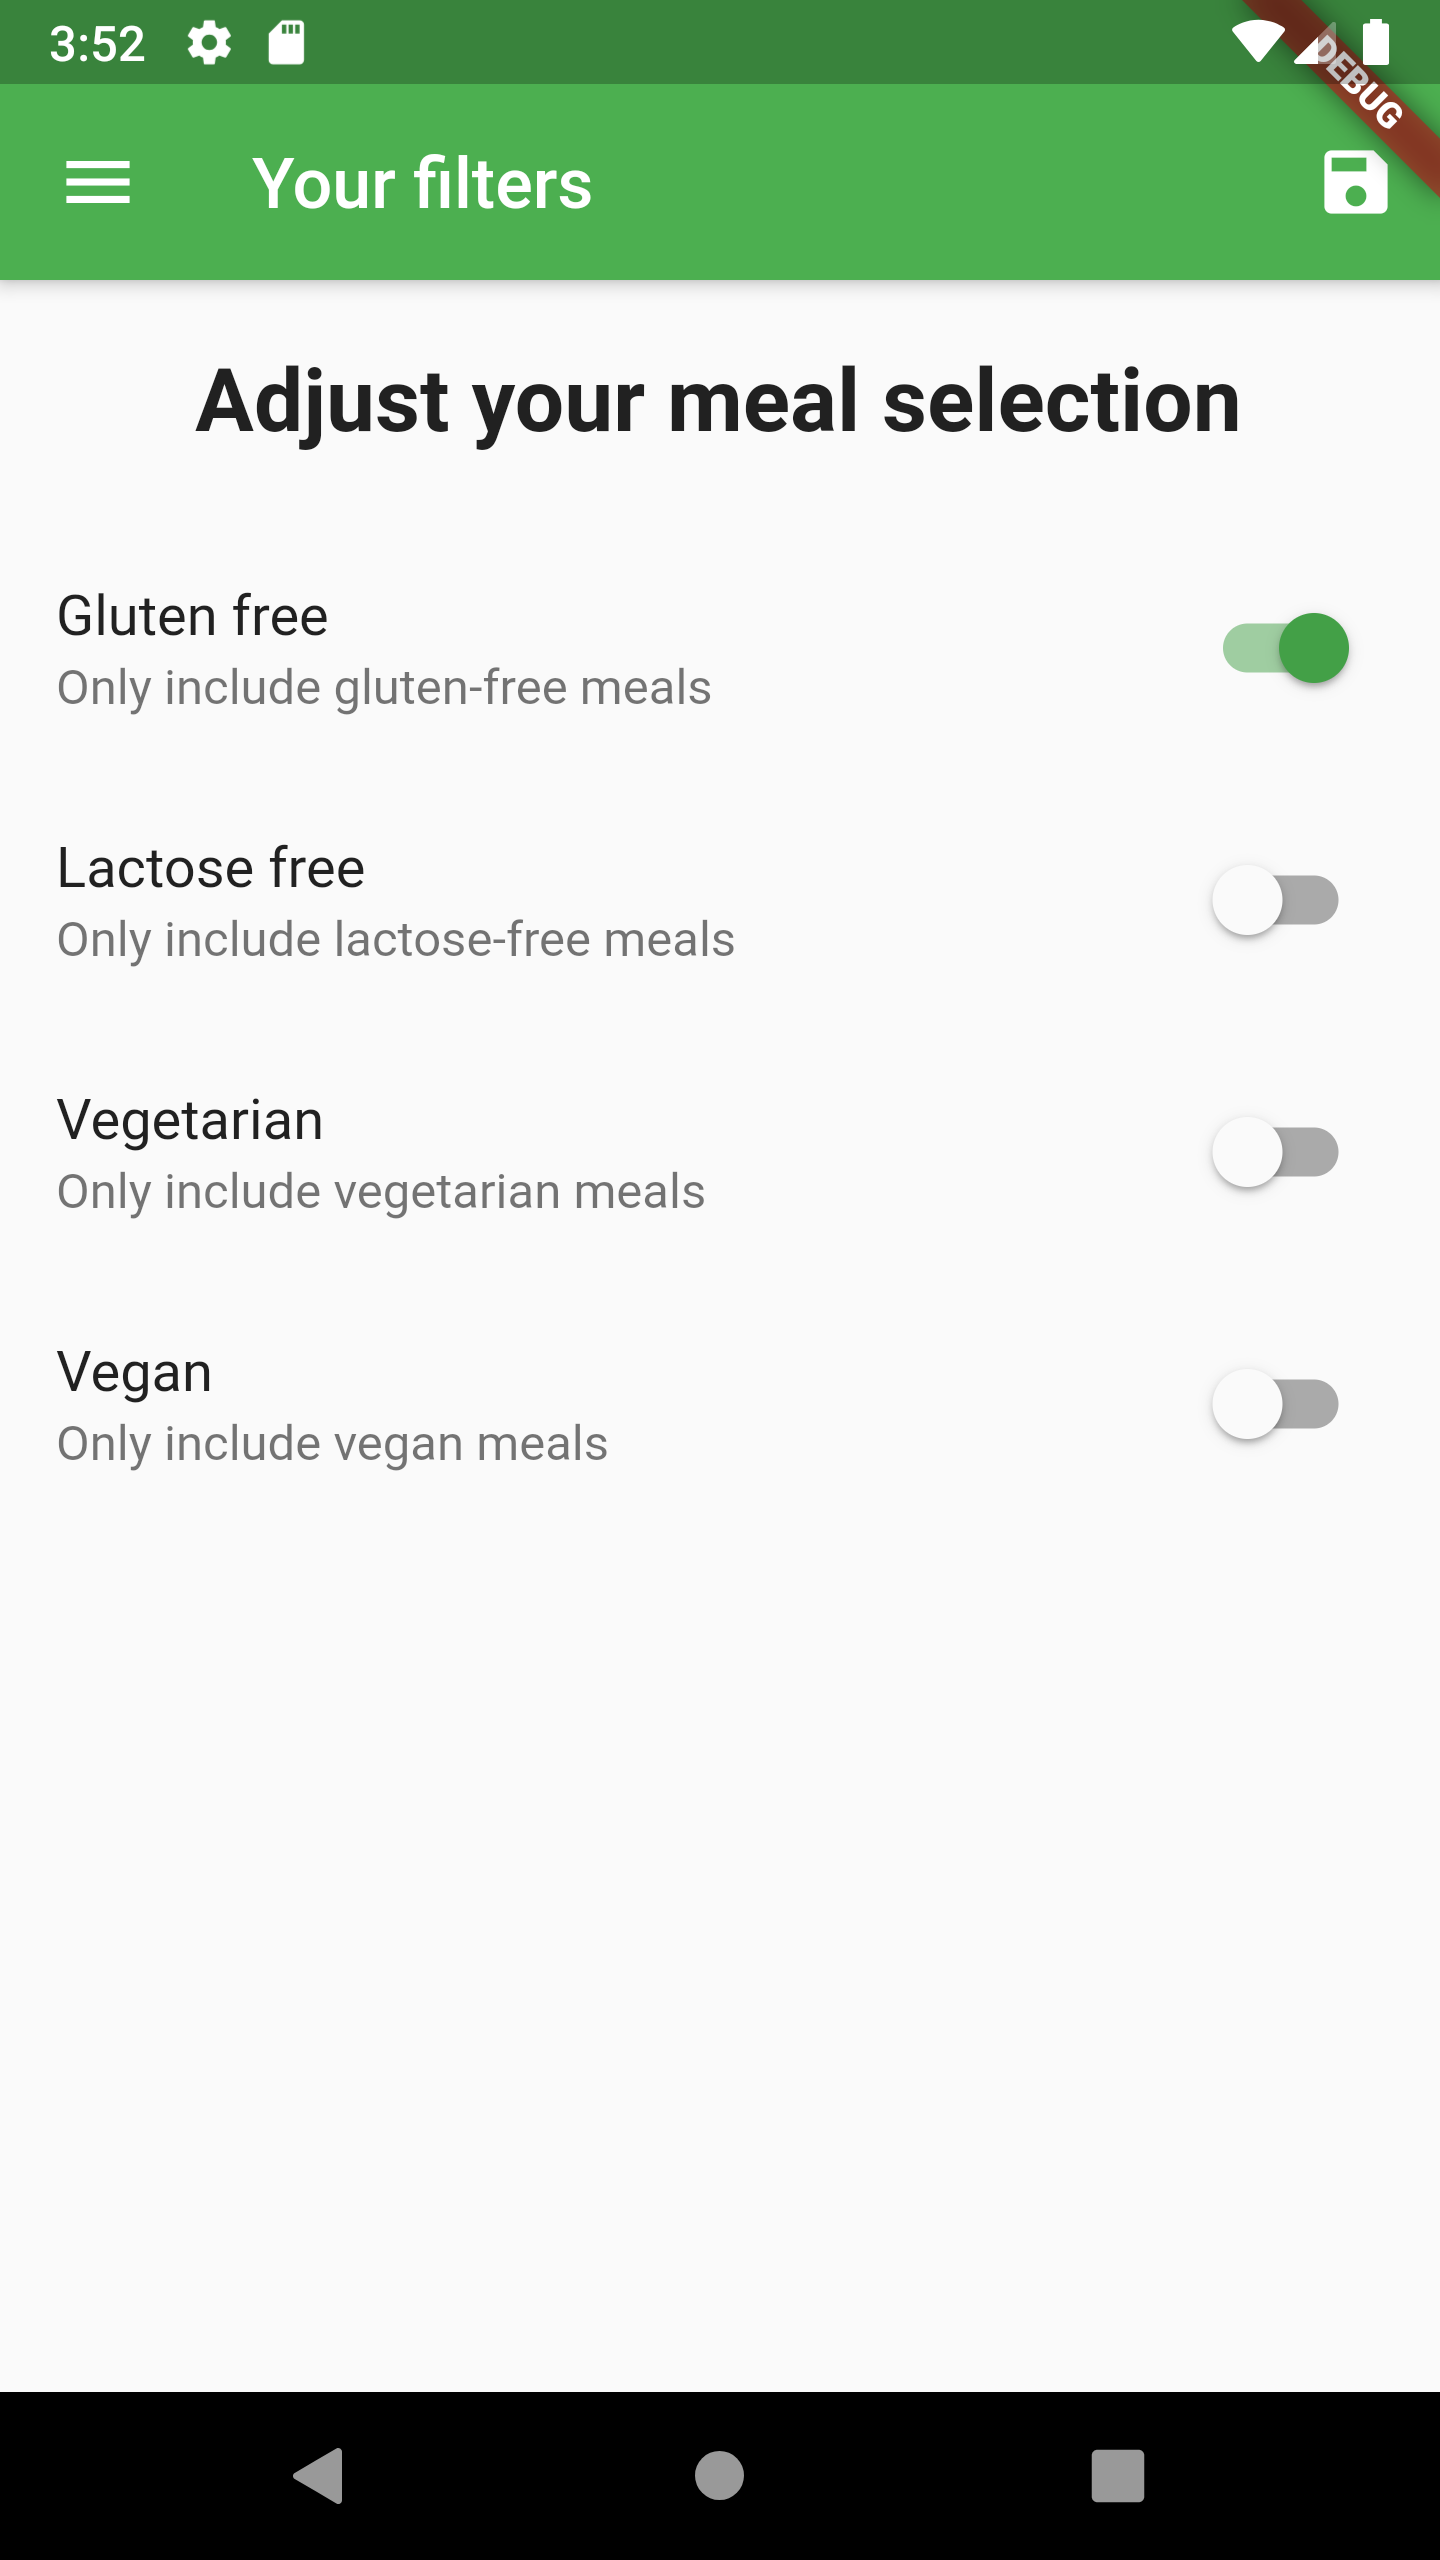 3:52
DEBUG
Your filters
Adjust your meal selection
Gluten free
Only include gluten-free meals
Lactose free
Only include lactose-free meals
Vegetarian
Only include vegetarian meals
Vegan
Only include vegan meals